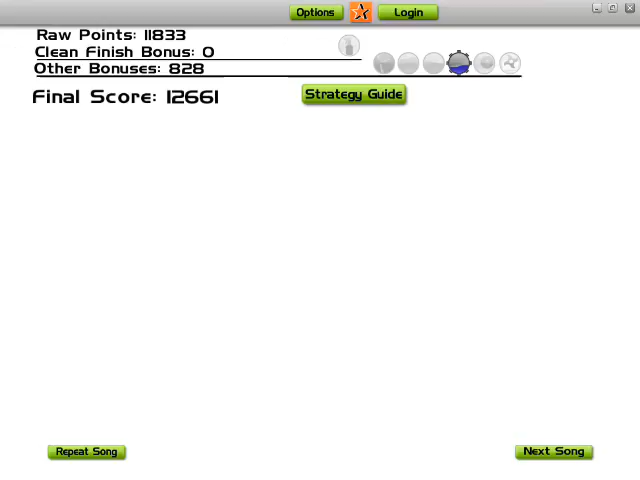 Options
Login
Raw Points: 11833
Clean Finish Bonus: 0
Other Bonuses: 828
Final Score: 12661
Strategy Guide
Repeat Song
Next Song